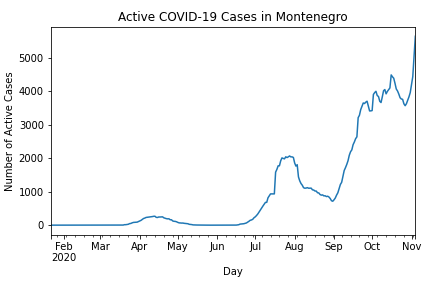 Active COVID-19 Cases in Montenegro
Number of Active Cases
5000
4000
3000
2000
1000
0
Feb
2020
Mar
Apr
May
Jun
Jul
Aug
Sep
Oct
Nov
Day